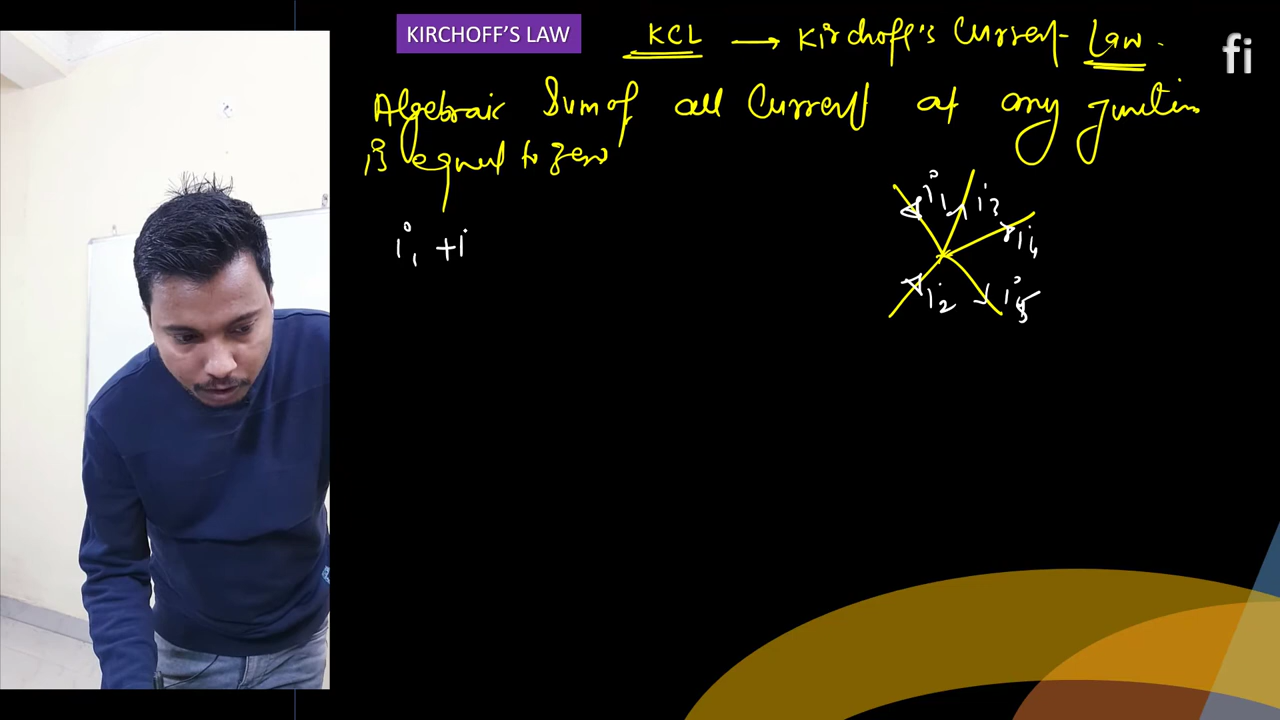 KIRCHOFF'S LAW
KCL → Kirchoff's Current Law.
fi
Algebraic Sum of all Current at any junction
is equal to zero
i1 i3
i4
i1 + i
i2 i5